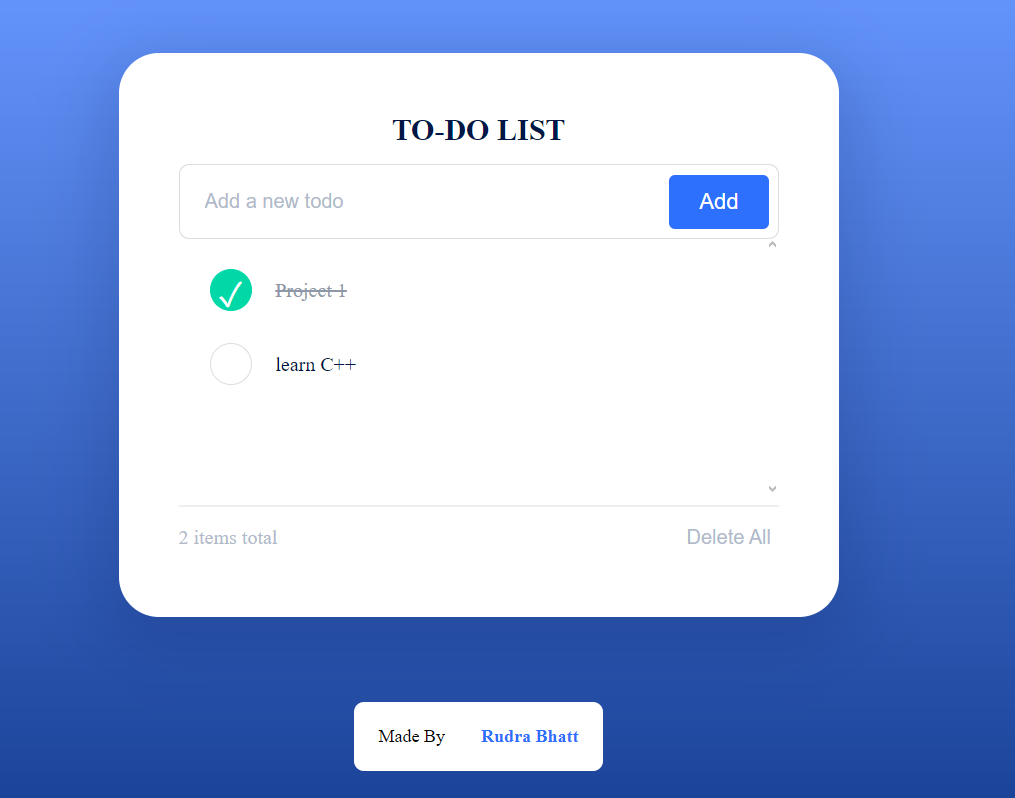 TO-DO LIST
Add a new todo Add
Project 1
learn C++
2 items total Delete All
Made By Rudra Bhatt